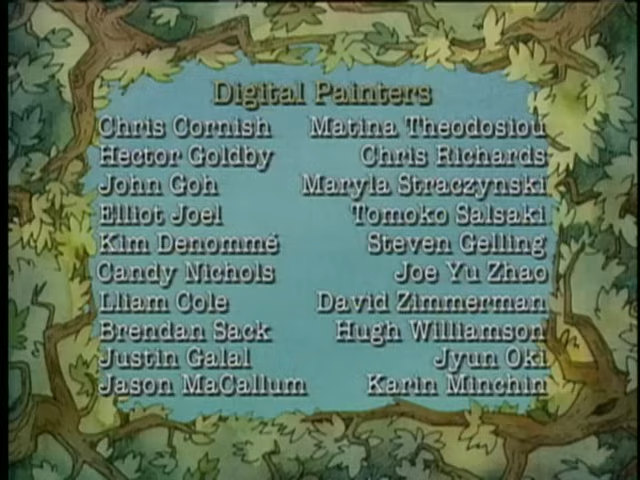 Digital Painters
Chris Cornish Matina Theodosiou
Hector Goldby Chris Richards
John Goh Maryla Straczynski
Elliot Joel Tomoko Salsaki
Kim Denommé Steven Gelling
Candy Nichols Joe Yu Zhao
Lliam Cole David Zimmerman
Brendan Sack Hugh Williamson
Justin Galal Jyun Oki
Jason MaCallum Karin Minchin